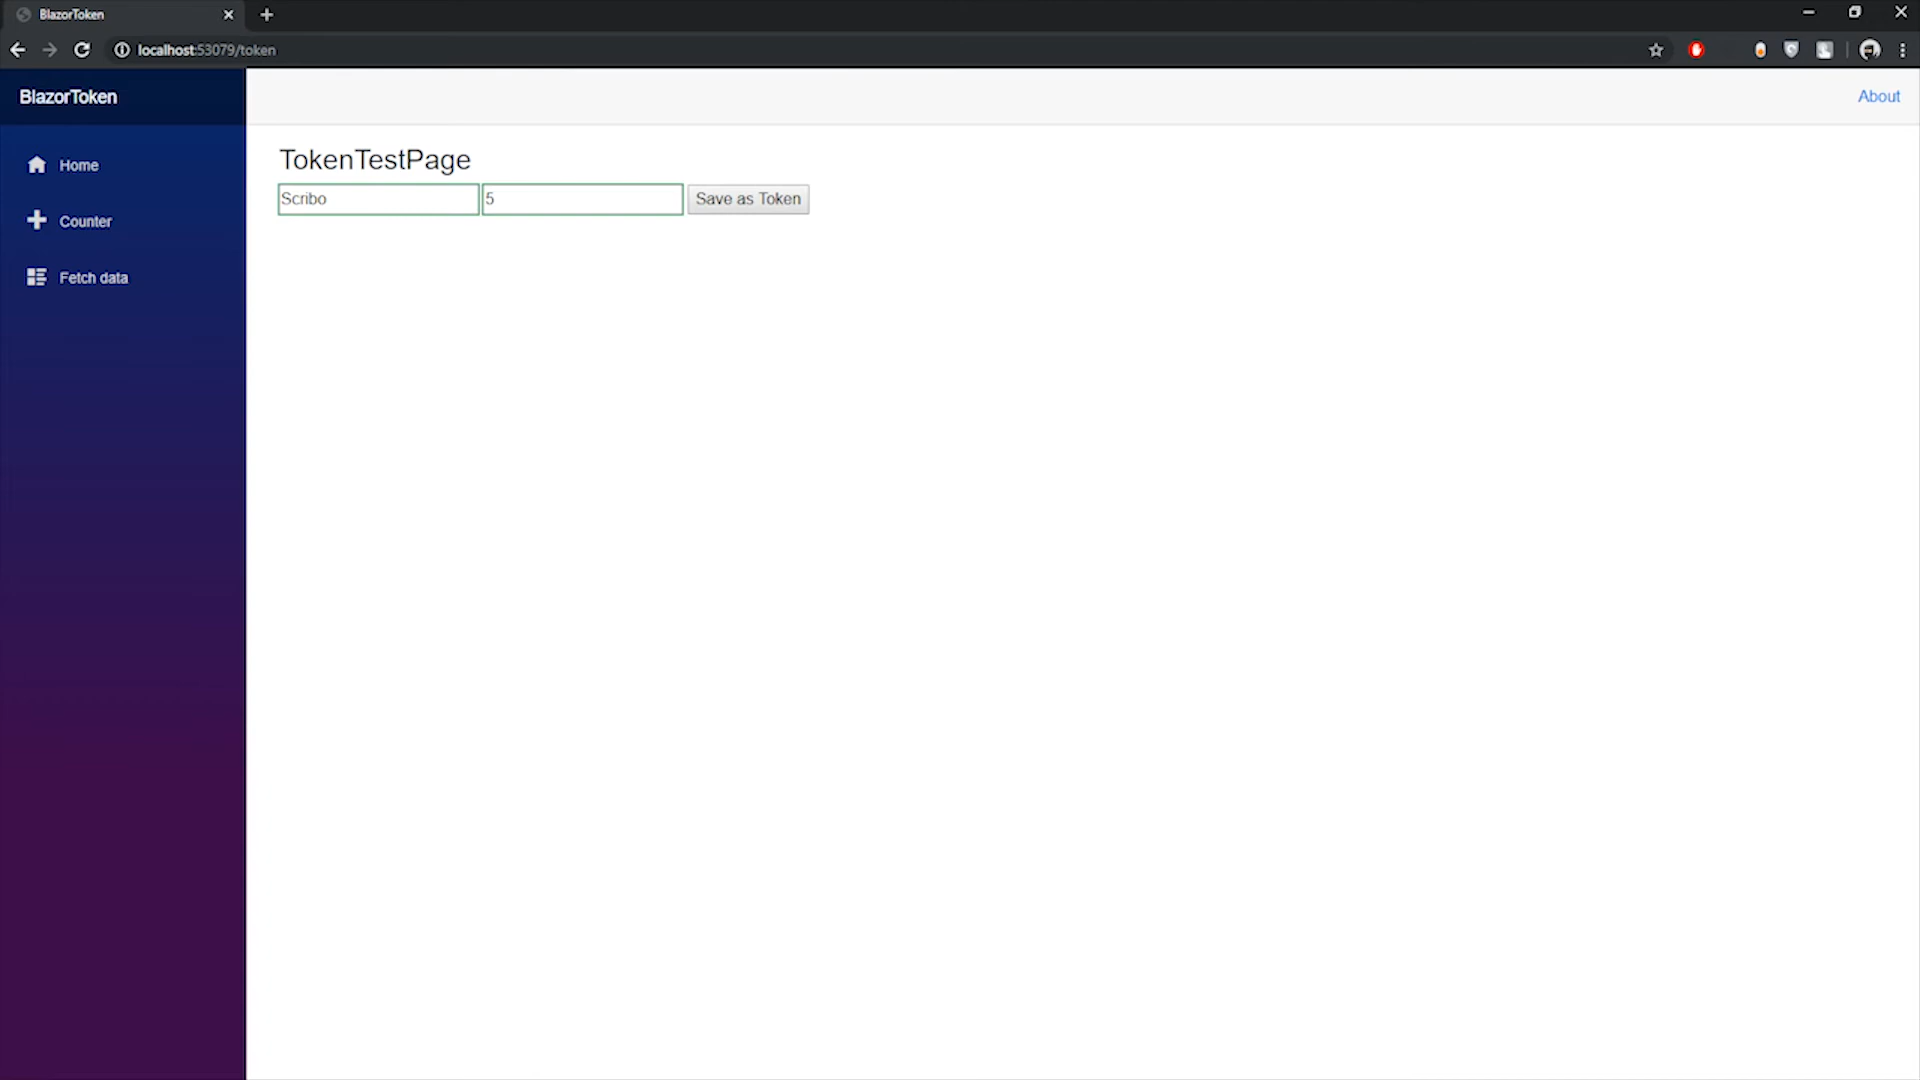 BlazorToken
localhost:53079/token
BlazorToken
About
Home
Counter
Fetch data
TokenTestPage
Scribo 5 Save as Token